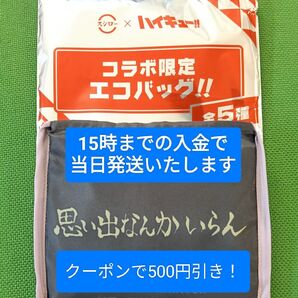 スシロー × ハイキュー!!
コラボ限定
エコバッグ!!
全5種
15時までの入金で
当日発送いたします
思い出なんかいらん
クーポンで500円引き!